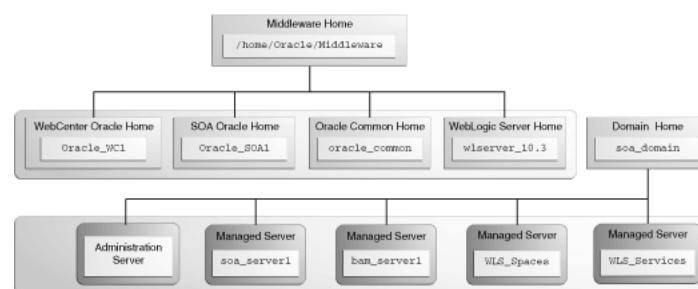 Middleware Home
/home/Oracle/Middleware
WebCenter Oracle Home
Oracle_WC1
SOA Oracle Home
Oracle_SOA1
Oracle Common Home
oracle_common
WebLogic Server Home
wlserver_10.3
Domain Home
soa_domain
Administration
Server
Managed Server
soa_server1
Managed Server
bam_server1
Managed Server
WLS_Spaces
Managed Server
WLS_Services